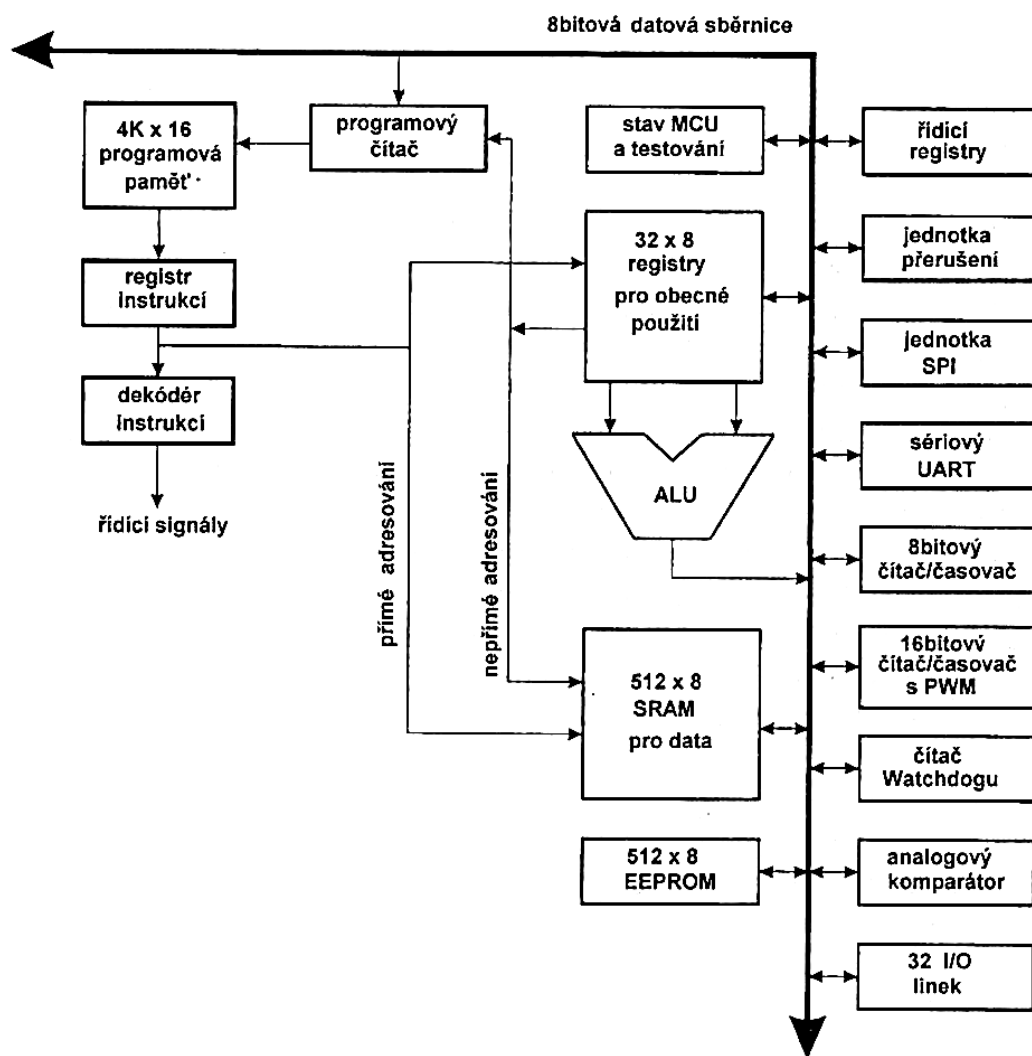 8bitová datová sběrnice
4K x 16
programová
paměť
programový
čítač
stav MCU
a testování
řídicí
registry
registr
Instrukcí
32 x 8
registry
pro obecné
použití
jednotka
přerušení
dekódér
Instrukcí
jednotka
SPI
řídicí signály
přímé adresování
nepřímé adresování
ALU
sériový
UART
8bitový
čítač/časovač
512 x 8
SRAM
pro data
16bitový
čítač/časovač
s PWM
čítač
Watchdogu
512 x 8
EEPROM
analogový
komparátor
32 I/O
linek